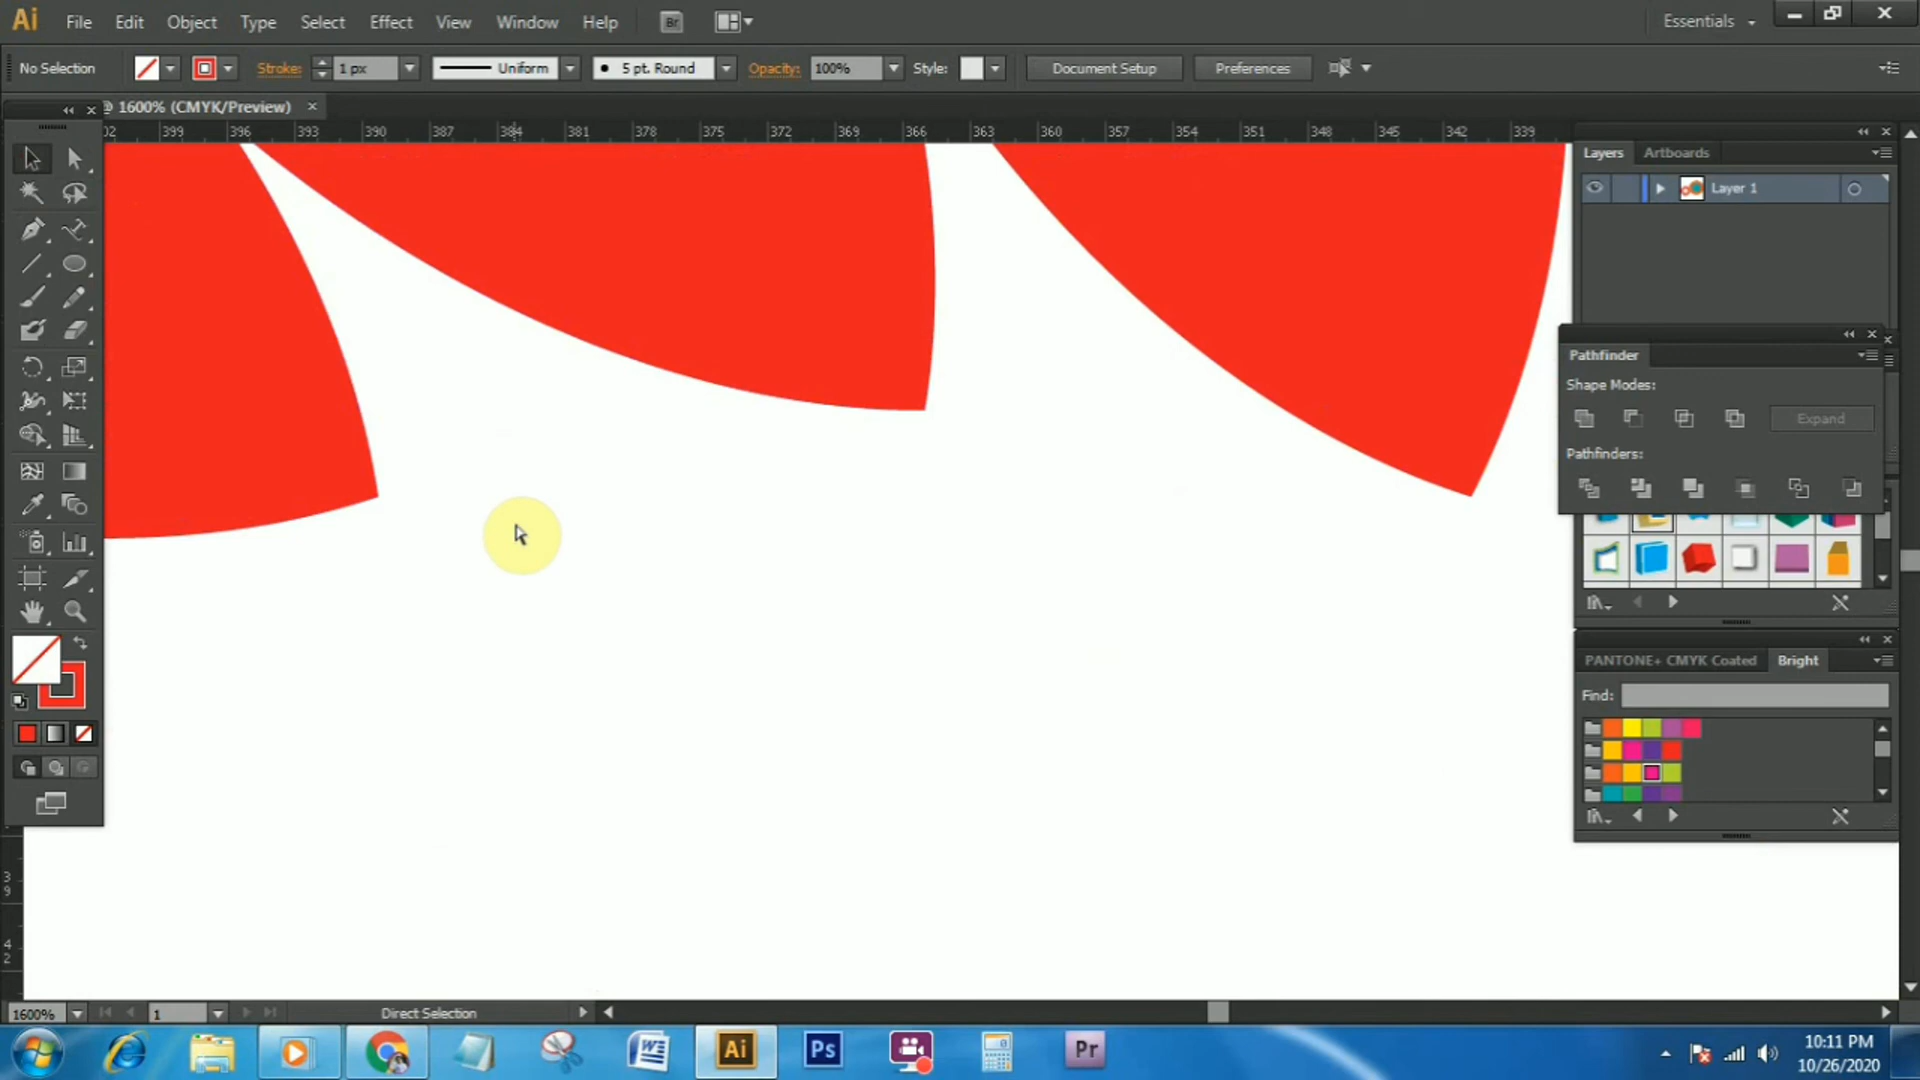 Ai File Edit Object Type Select Effect View Window Help Br Essentials
No Selection Stroke: 1 px Uniform 5 pt. Round Opacity: 100% Style: Document Setup Preferences
@ 1600% (CMYK/Preview)
399 396 393 390 387 384 381 378 375 372 369 366 363 360 357 354 351 348 345 342 339
Layers Artboards
Layer 1
Pathfinder
Shape Modes:
Expand
Pathfinders:
PANTONE+ CMYK Coated Bright
Find:
3
9
4
2
1600% 1 Direct Selection
Ai Ps Pr
10:11 PM
10/26/2020